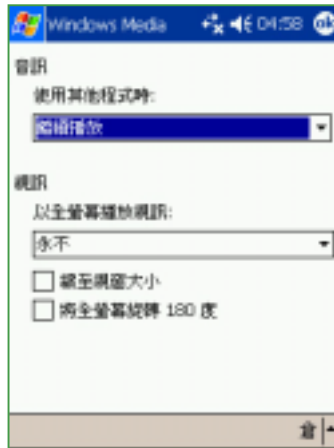 Windows Media 04:58 ok
音訊
使用其他程式時:
繼續播放
視訊
以全螢幕播放視訊:
永不
縮至視窗大小
將全螢幕旋轉 180 度
倉